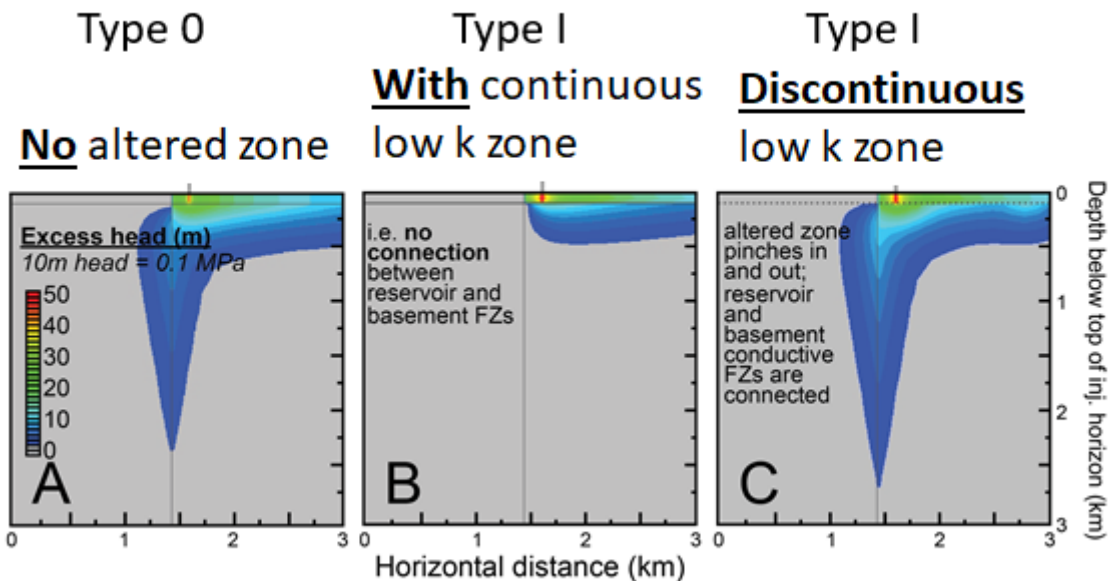 Type 0
No altered zone
Type I
With continuous
low k zone
Type I
Discontinuous
low k zone
Excess head (m)
10m head = 0.1 MPa
50
40
30
20
10
0
A
0
1
2
3
i.e. no
connection
between
reservoir and
basement FZs
B
0
1
2
3
altered zone
pinches in
and out;
reservoir
and
basement
conductive
FZs are
connected
C
0
1
2
3
0
1
2
3
Depth below top of inj. horizon (km)
Horizontal distance (km)